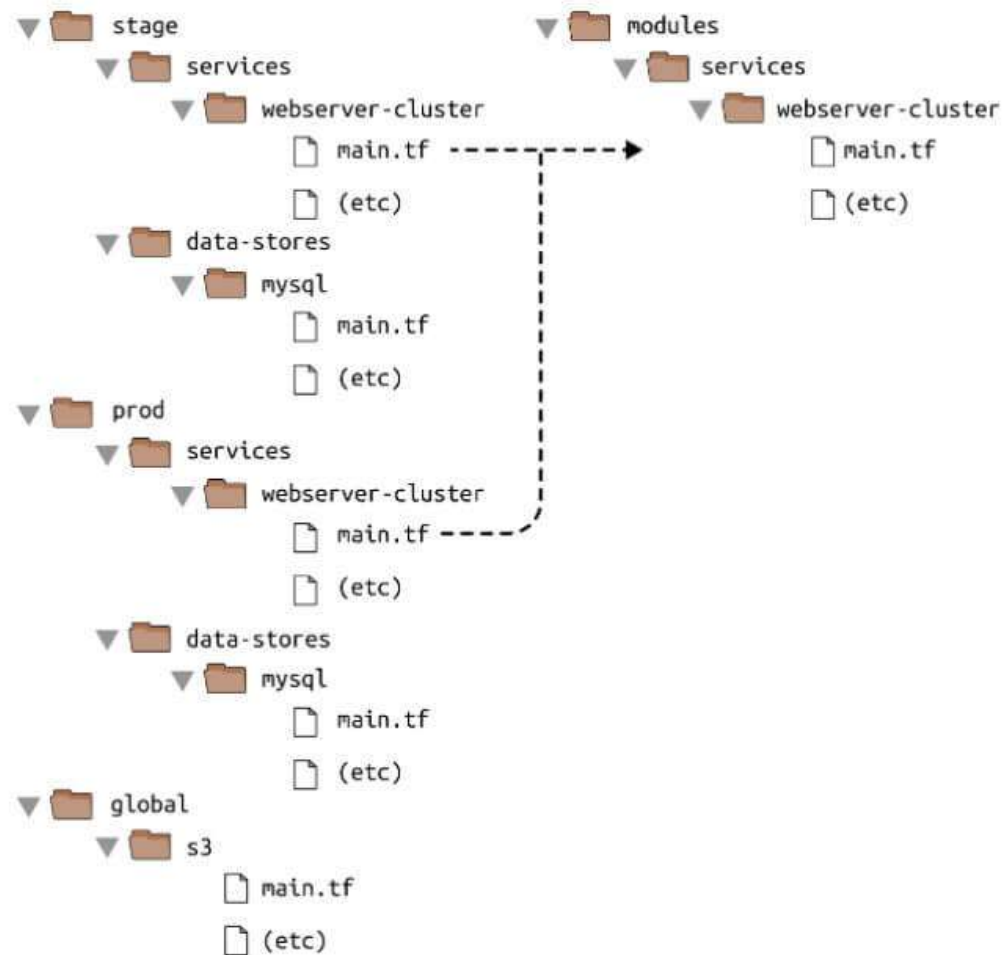 stage
services
webserver-cluster
main.tf
(etc)
data-stores
mysql
main.tf
(etc)
prod
services
webserver-cluster
main.tf
(etc)
data-stores
mysql
main.tf
(etc)
global
s3
main.tf
(etc)
modules
services
webserver-cluster
main.tf
(etc)